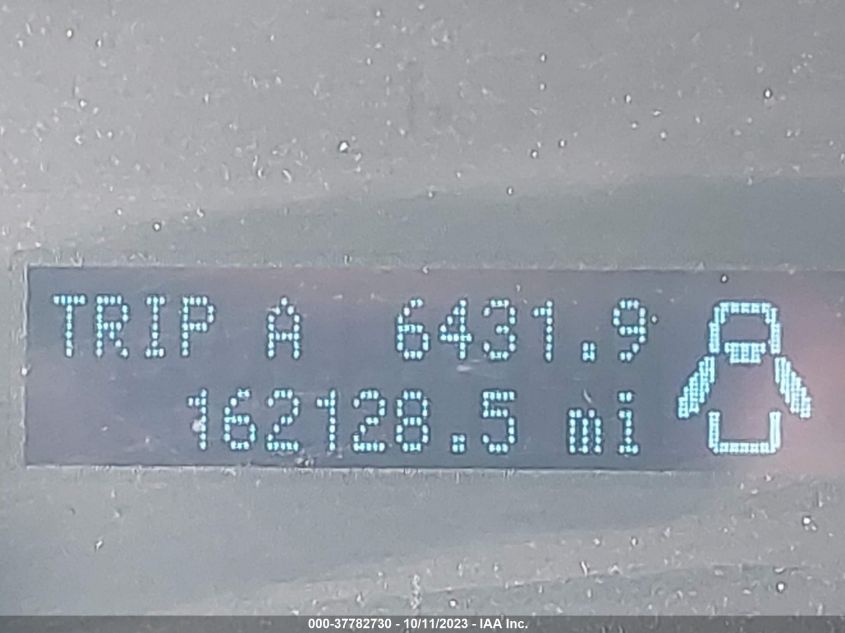 TRIP A 6431.9
162128.5 mi
000-37782730 - 10/11/2023 - IAA Inc.